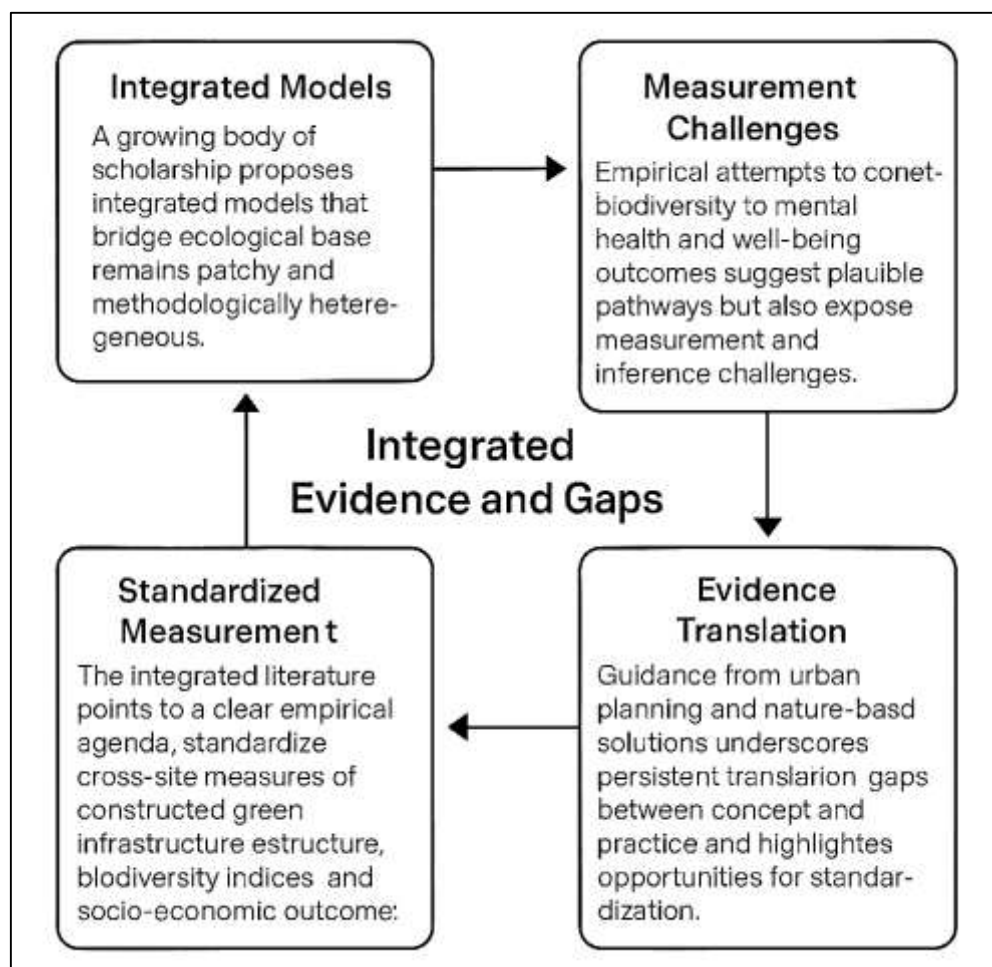 Integrated Models
A growing body of
scholarship proposes
integrated models that
bridge ecological base
remains patchy and
methodologically hetere-
geneous.
Measurement
Challenges
Empirical attempts to conet-
biodiversity to mental
health and well-being
outcomes suggest plauible
pathways but also expose
measurement and
inference challenges.
Integrated
Evidence and Gaps
Standardized
Measurement
The integrated literature
points to a clear empirical
agenda, standardize
cross-site measures of
constructed green
infrastructure estructure,
blodiversity indices and
socio-economic outcome:
Evidence
Translation
Guidance from urban
planning and nature-basd
solutions underscores
persistent translarion gaps
between concept and
practice and highlightes
opportunities for standar-
dization.